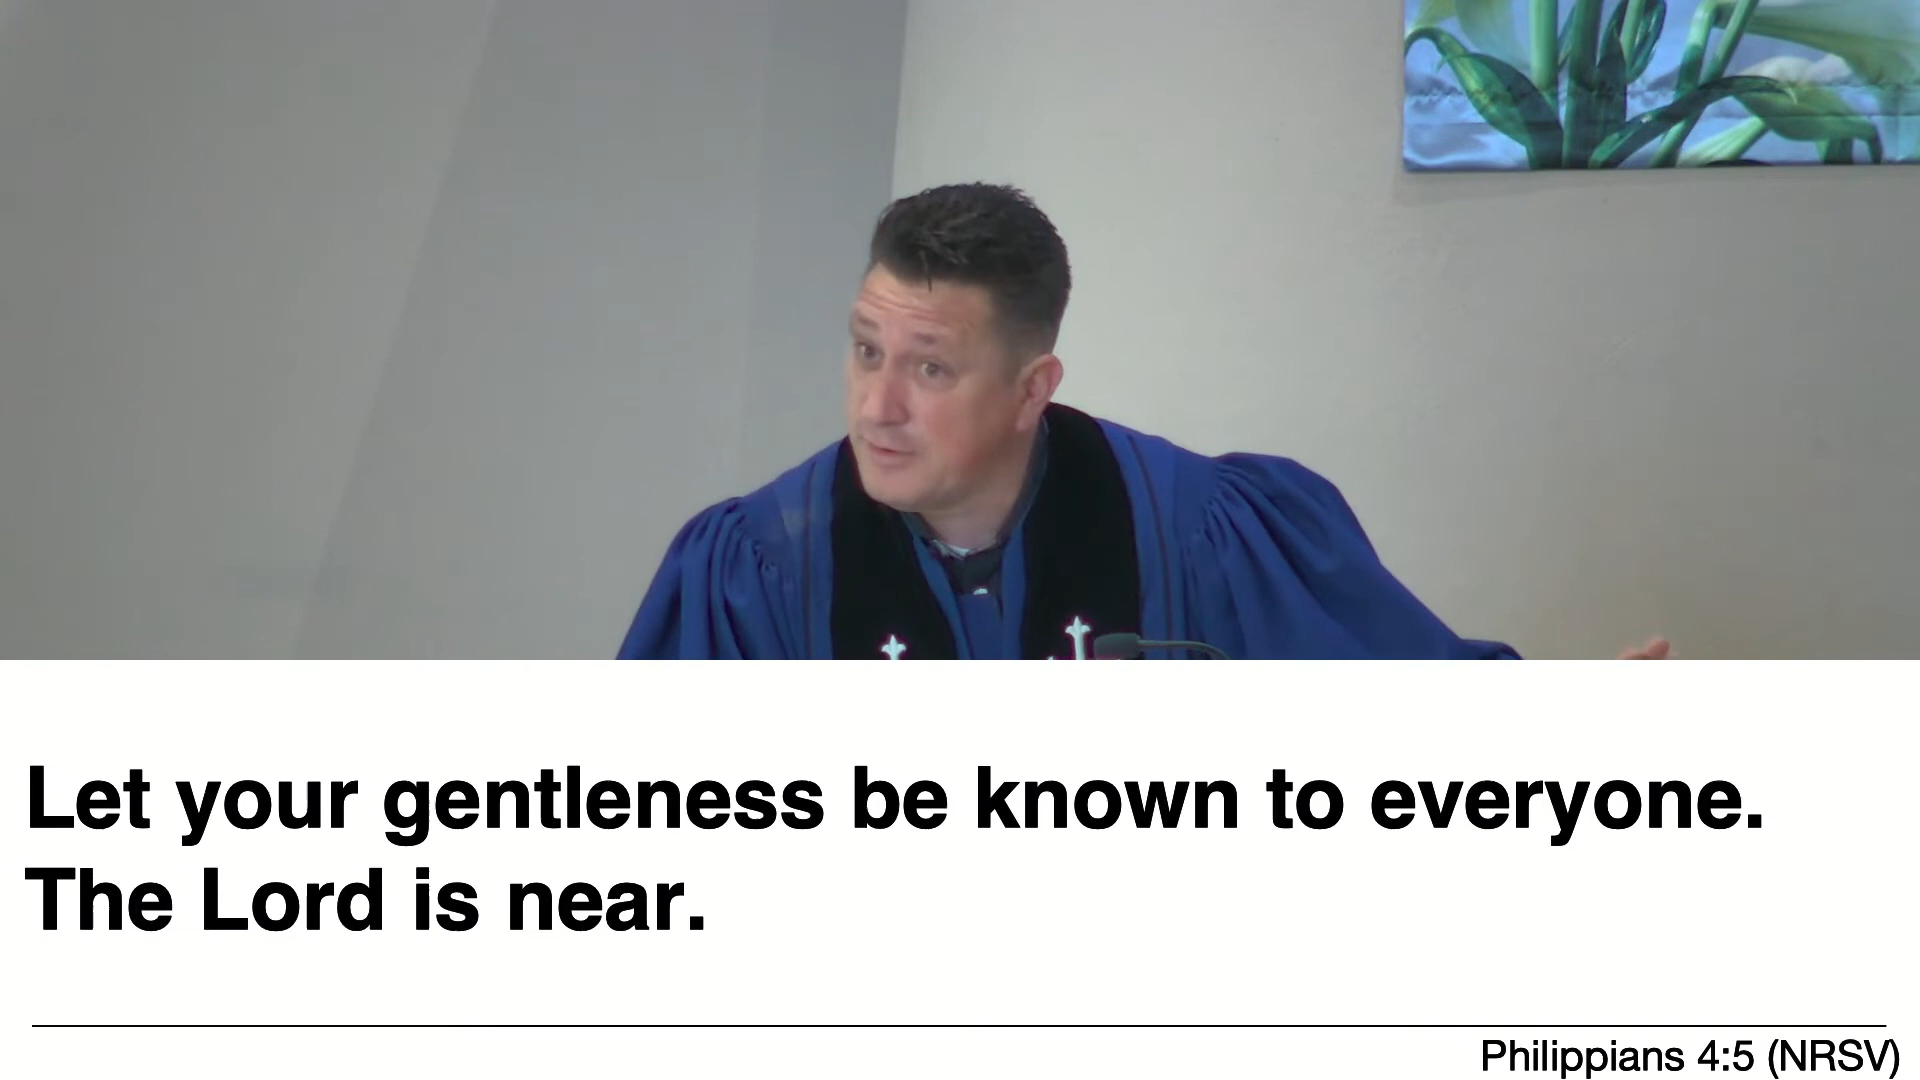 Let your gentleness be known to everyone.
The Lord is near.
Philippians 4:5 (NRSV)